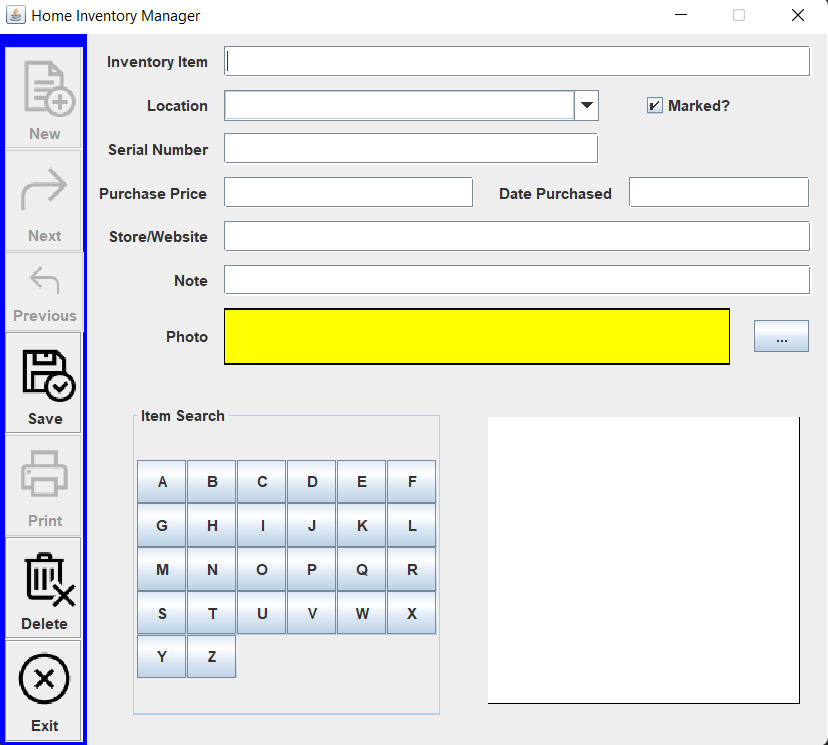 Home Inventory Manager
New
Next
Previous
Save
Print
Delete
Exit
Inventory Item
Location
Marked?
Serial Number
Purchase Price
Date Purchased
Store/Website
Note
Photo
...
Item Search
A B C D E F
G H I J K L
M N O P Q R
S T U V W X
Y Z